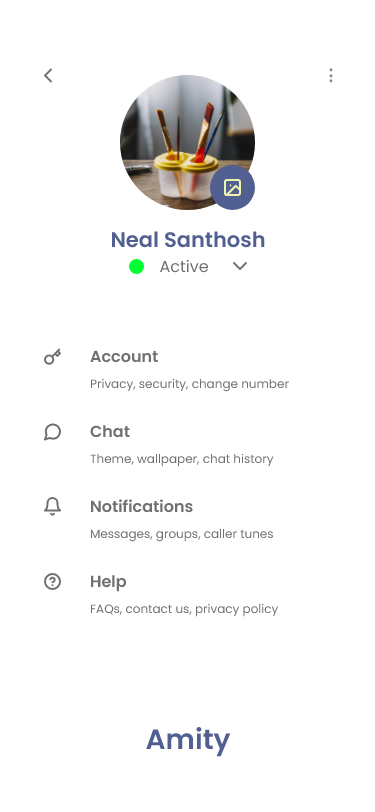 Neal Santhosh
Active
Account
Privacy, security, change number
Chat
Theme, wallpaper, chat history
Notifications
Messages, groups, caller tunes
Help
FAQs, contact us, privacy policy
Amity